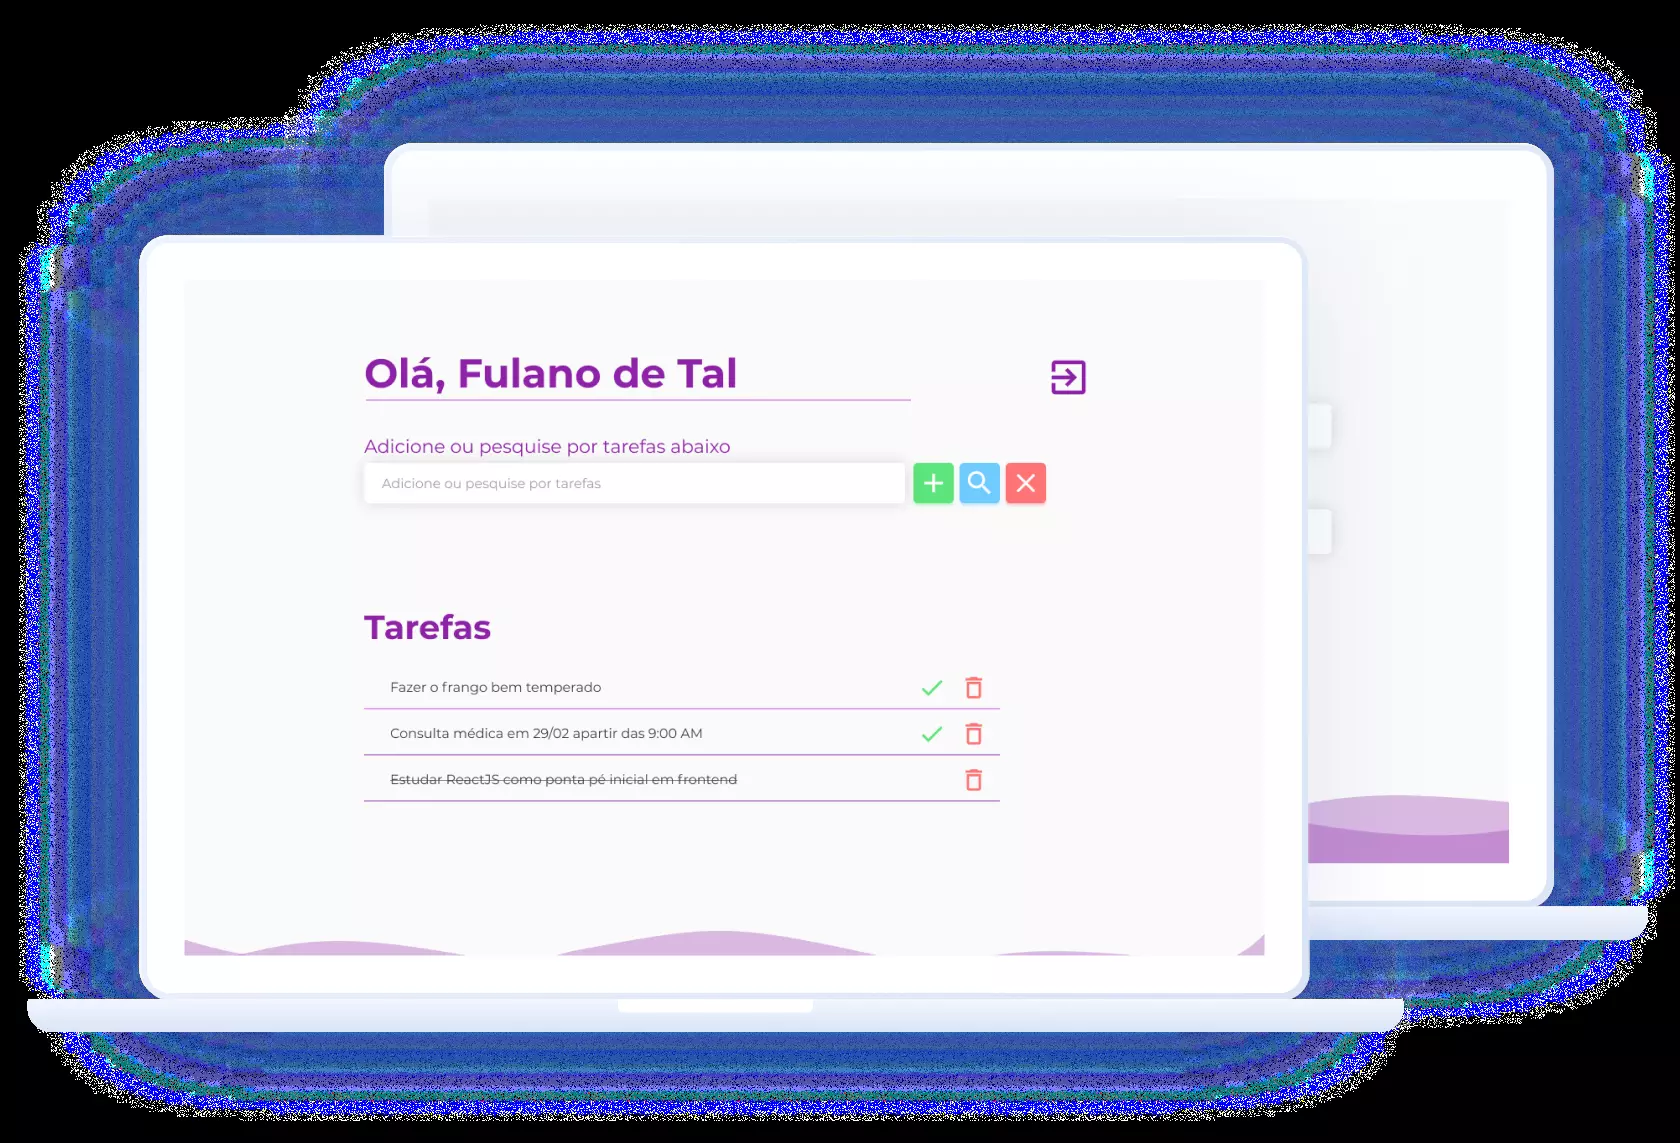 Olá, Fulano de Tal
Adicione ou pesquise por tarefas abaixo
Adicione ou pesquise por tarefas
Tarefas
Fazer o frango bem temperado
Consulta médica em 29/02 apartir das 9:00 AM
Estudar ReactJS como ponta pé inicial em frontend